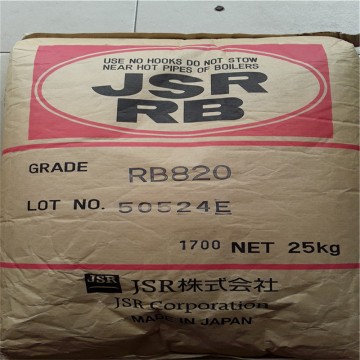 USE NO HOOKS DO NOT STOW
NEAR HOT PIPES OF BOILERS
JSR
RB
GRADE RB820
LOT NO. 50524E
1700 NET 25kg
JSR JSR株式会社
JSR Corporation
MADE IN JAPAN